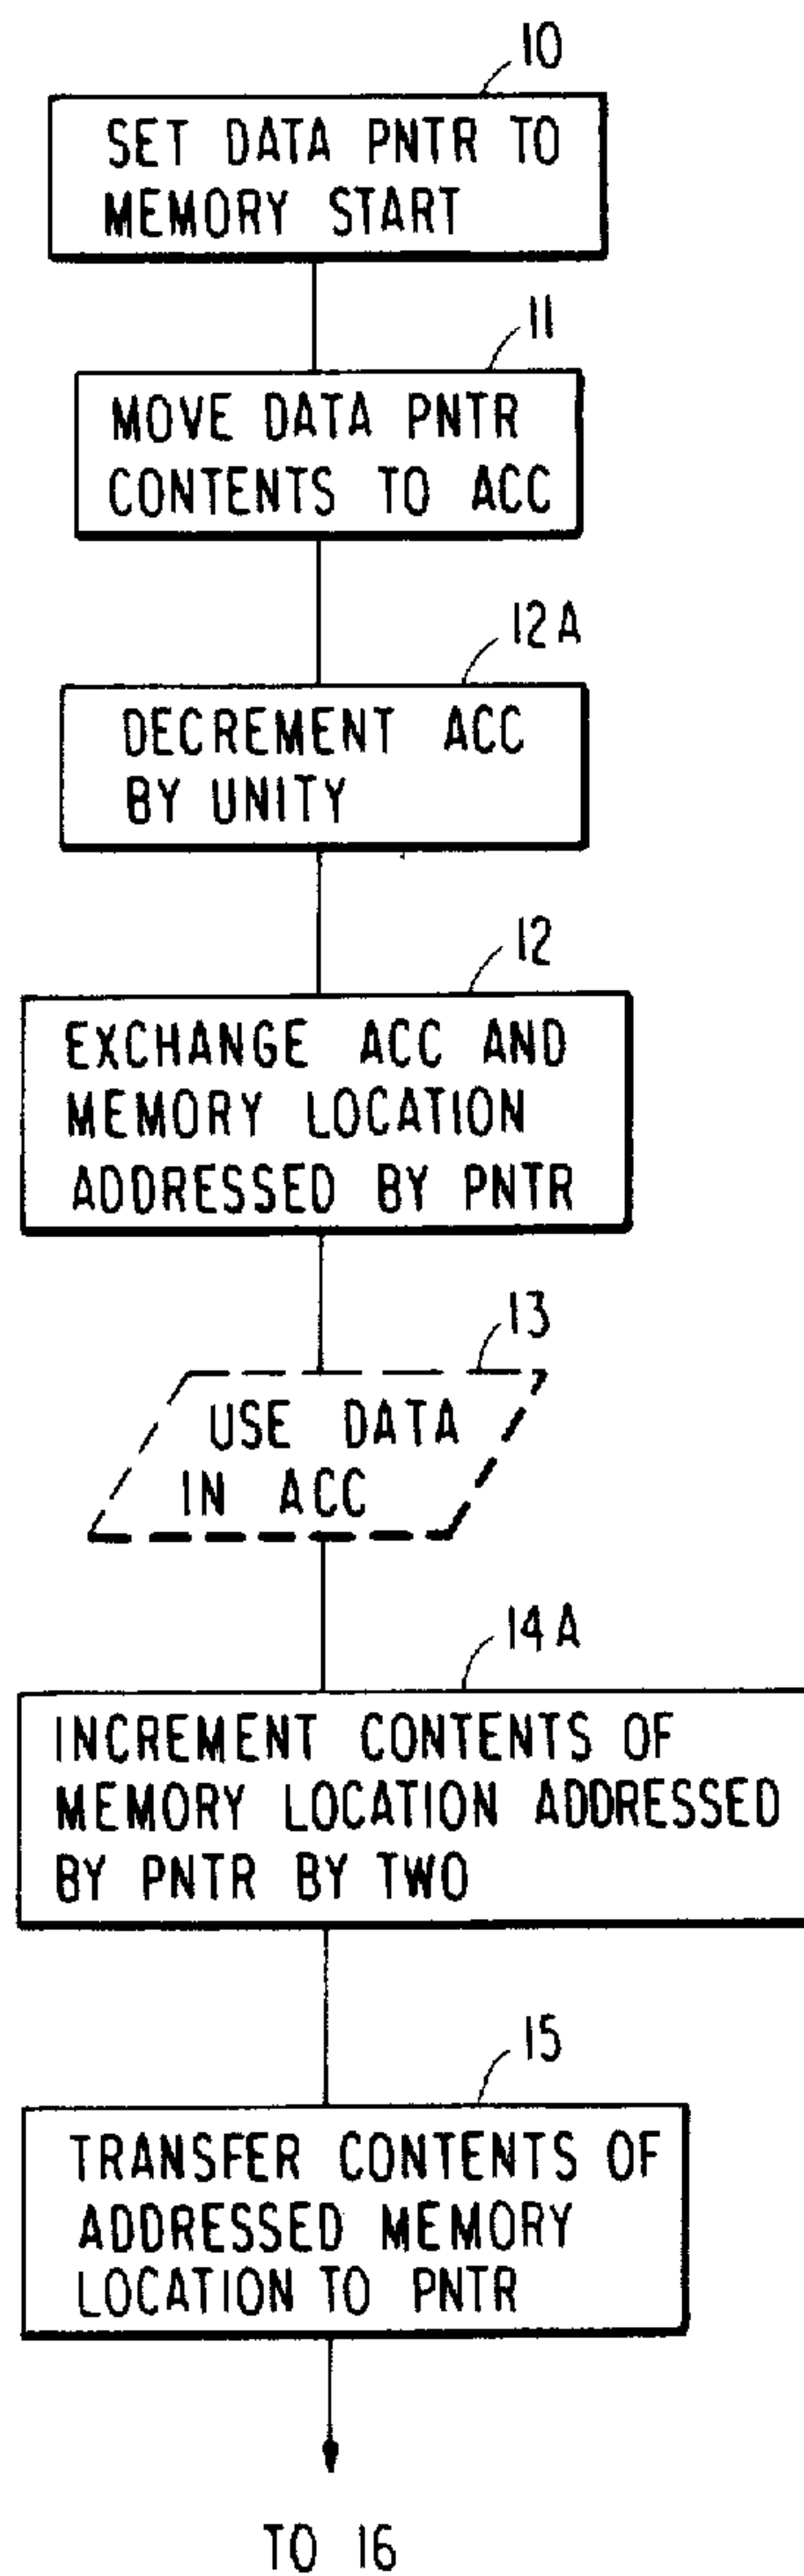 10
SET DATA PNTR TO
MEMORY START
11
MOVE DATA PNTR
CONTENTS TO ACC
12A
DECREMENT ACC
BY UNITY
12
EXCHANGE ACC AND
MEMORY LOCATION
ADDRESSED BY PNTR
13
USE DATA
IN ACC
14A
INCREMENT CONTENTS OF
MEMORY LOCATION ADDRESSED
BY PNTR BY TWO
15
TRANSFER CONTENTS OF
ADDRESSED MEMORY
LOCATION TO PNTR
TO 16